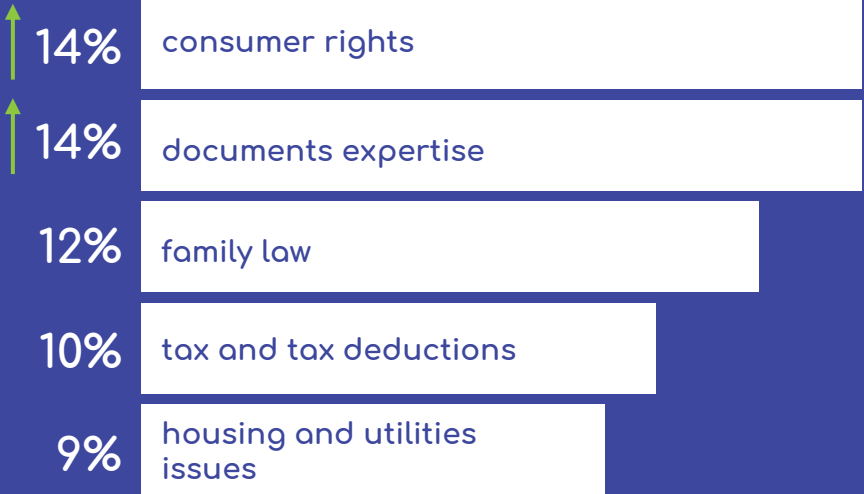 14% consumer rights
14% documents expertise
12% family law
10% tax and tax deductions
9% housing and utilities
issues